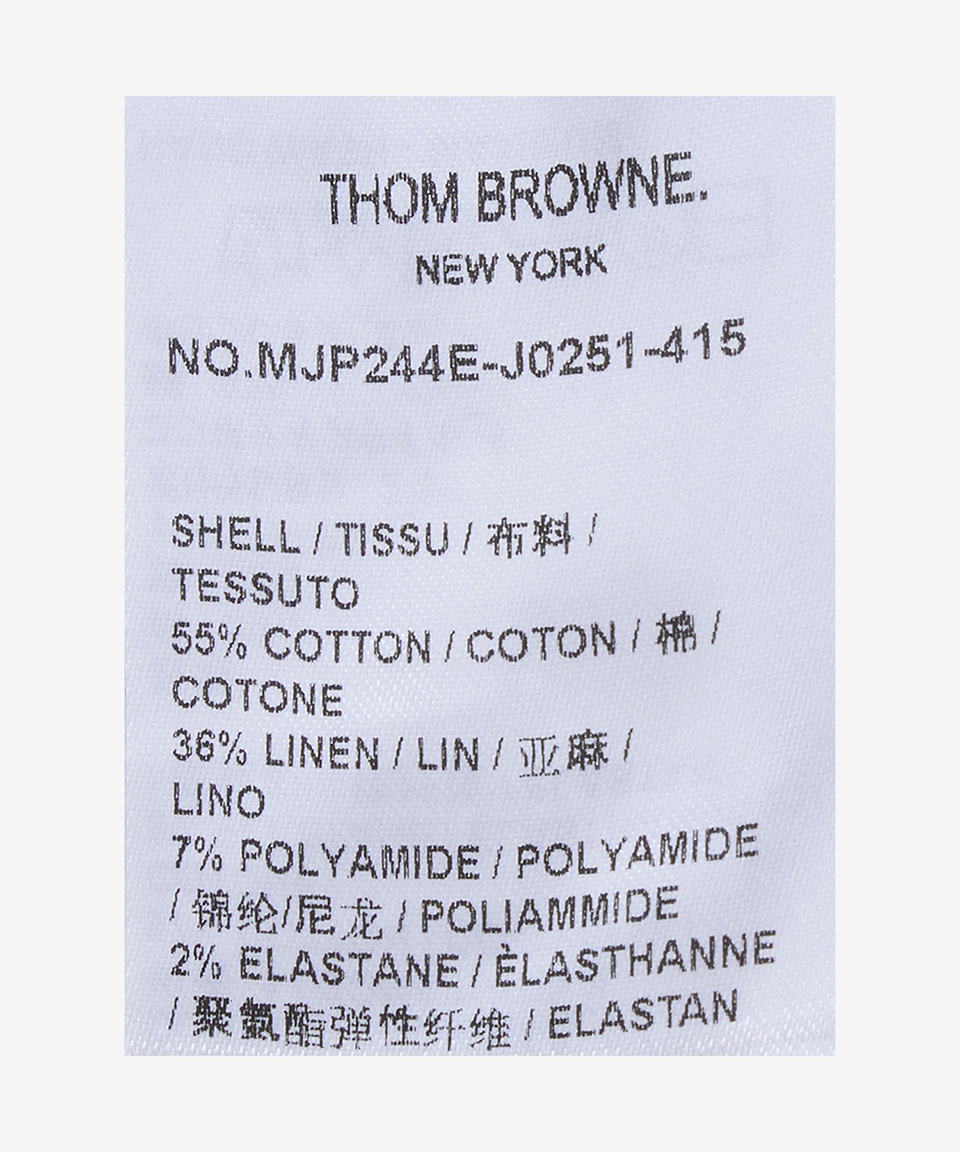 THOM BROWNE.
NEW YORK
NO.MJP244E-J0251-415
SHELL / TISSU / 布料 /
TESSUTO
55% COTTON / COTON / 棉 /
COTONE
36% LINEN / LIN / 亚麻 /
LINO
7% POLYAMIDE / POLYAMIDE
/ 锦纶/尼龙 / POLIAMMIDE
2% ELASTANE / ÈLASTHANNE
/ 聚氨酯弹性纤维 / ELASTAN